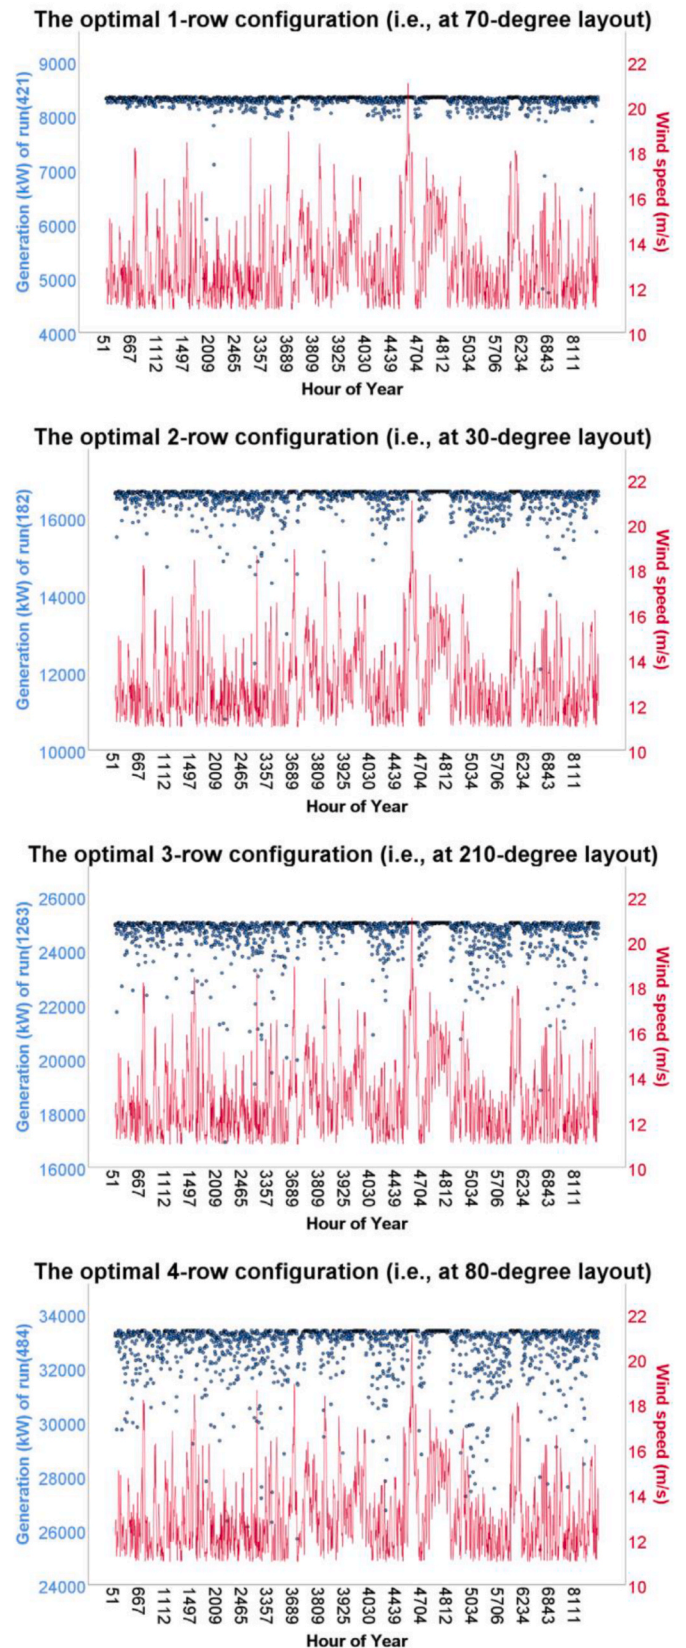 The optimal 1-row configuration (i.e., at 70-degree layout)
Generation (kW) of run(421)
9000
8000
7000
6000
5000
4000
22
20
18
16
14
12
10
Wind speed (m/s)
51 667 1112 1497 2009 2465 3357 3689 3809 3925 4030 4439 4704 4812 5034 5706 6234 6843 8111
Hour of Year
The optimal 2-row configuration (i.e., at 30-degree layout)
Generation (kW) of run(182)
16000
14000
12000
10000
22
20
18
16
14
12
10
Wind speed (m/s)
51 667 1112 1497 2009 2465 3357 3689 3809 3925 4030 4439 4704 4812 5034 5706 6234 6843 8111
Hour of Year
The optimal 3-row configuration (i.e., at 210-degree layout)
Generation (kW) of run(1263)
26000
24000
22000
20000
18000
16000
22
20
18
16
14
12
10
Wind speed (m/s)
51 667 1112 1497 2009 2465 3357 3689 3809 3925 4030 4439 4704 4812 5034 5706 6234 6843 8111
Hour of Year
The optimal 4-row configuration (i.e., at 80-degree layout)
Generation (kW) of run(484)
34000
32000
30000
28000
26000
24000
22
20
18
16
14
12
10
Wind speed (m/s)
51 667 1112 1497 2009 2465 3357 3689 3809 3925 4030 4439 4704 4812 5034 5706 6234 6843 8111
Hour of Year